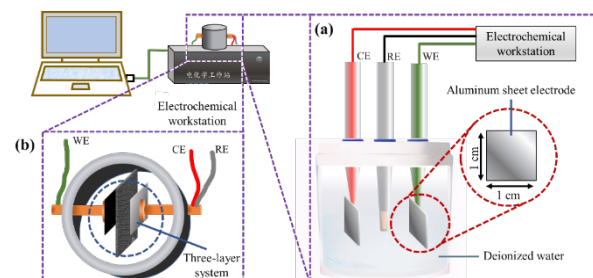 (a)
CE
RE
WE
Electrochemical
workstation
Aluminum sheet electrode
1 cm
1 cm
Deionized water
电化学工作站
Electrochemical
workstation
(b)
WE
CE
RE
Three-layer
system